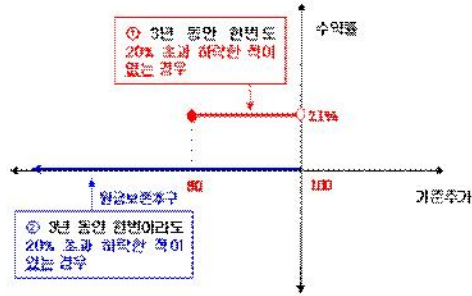 ① 3년 동안 한번도
20% 초과 하락한 적이
없는 경우
수익률
21%
80
100
원금보존추구
기준주가
② 3년 동안 한번이라도
20% 초과 하락한 적이
있는 경우